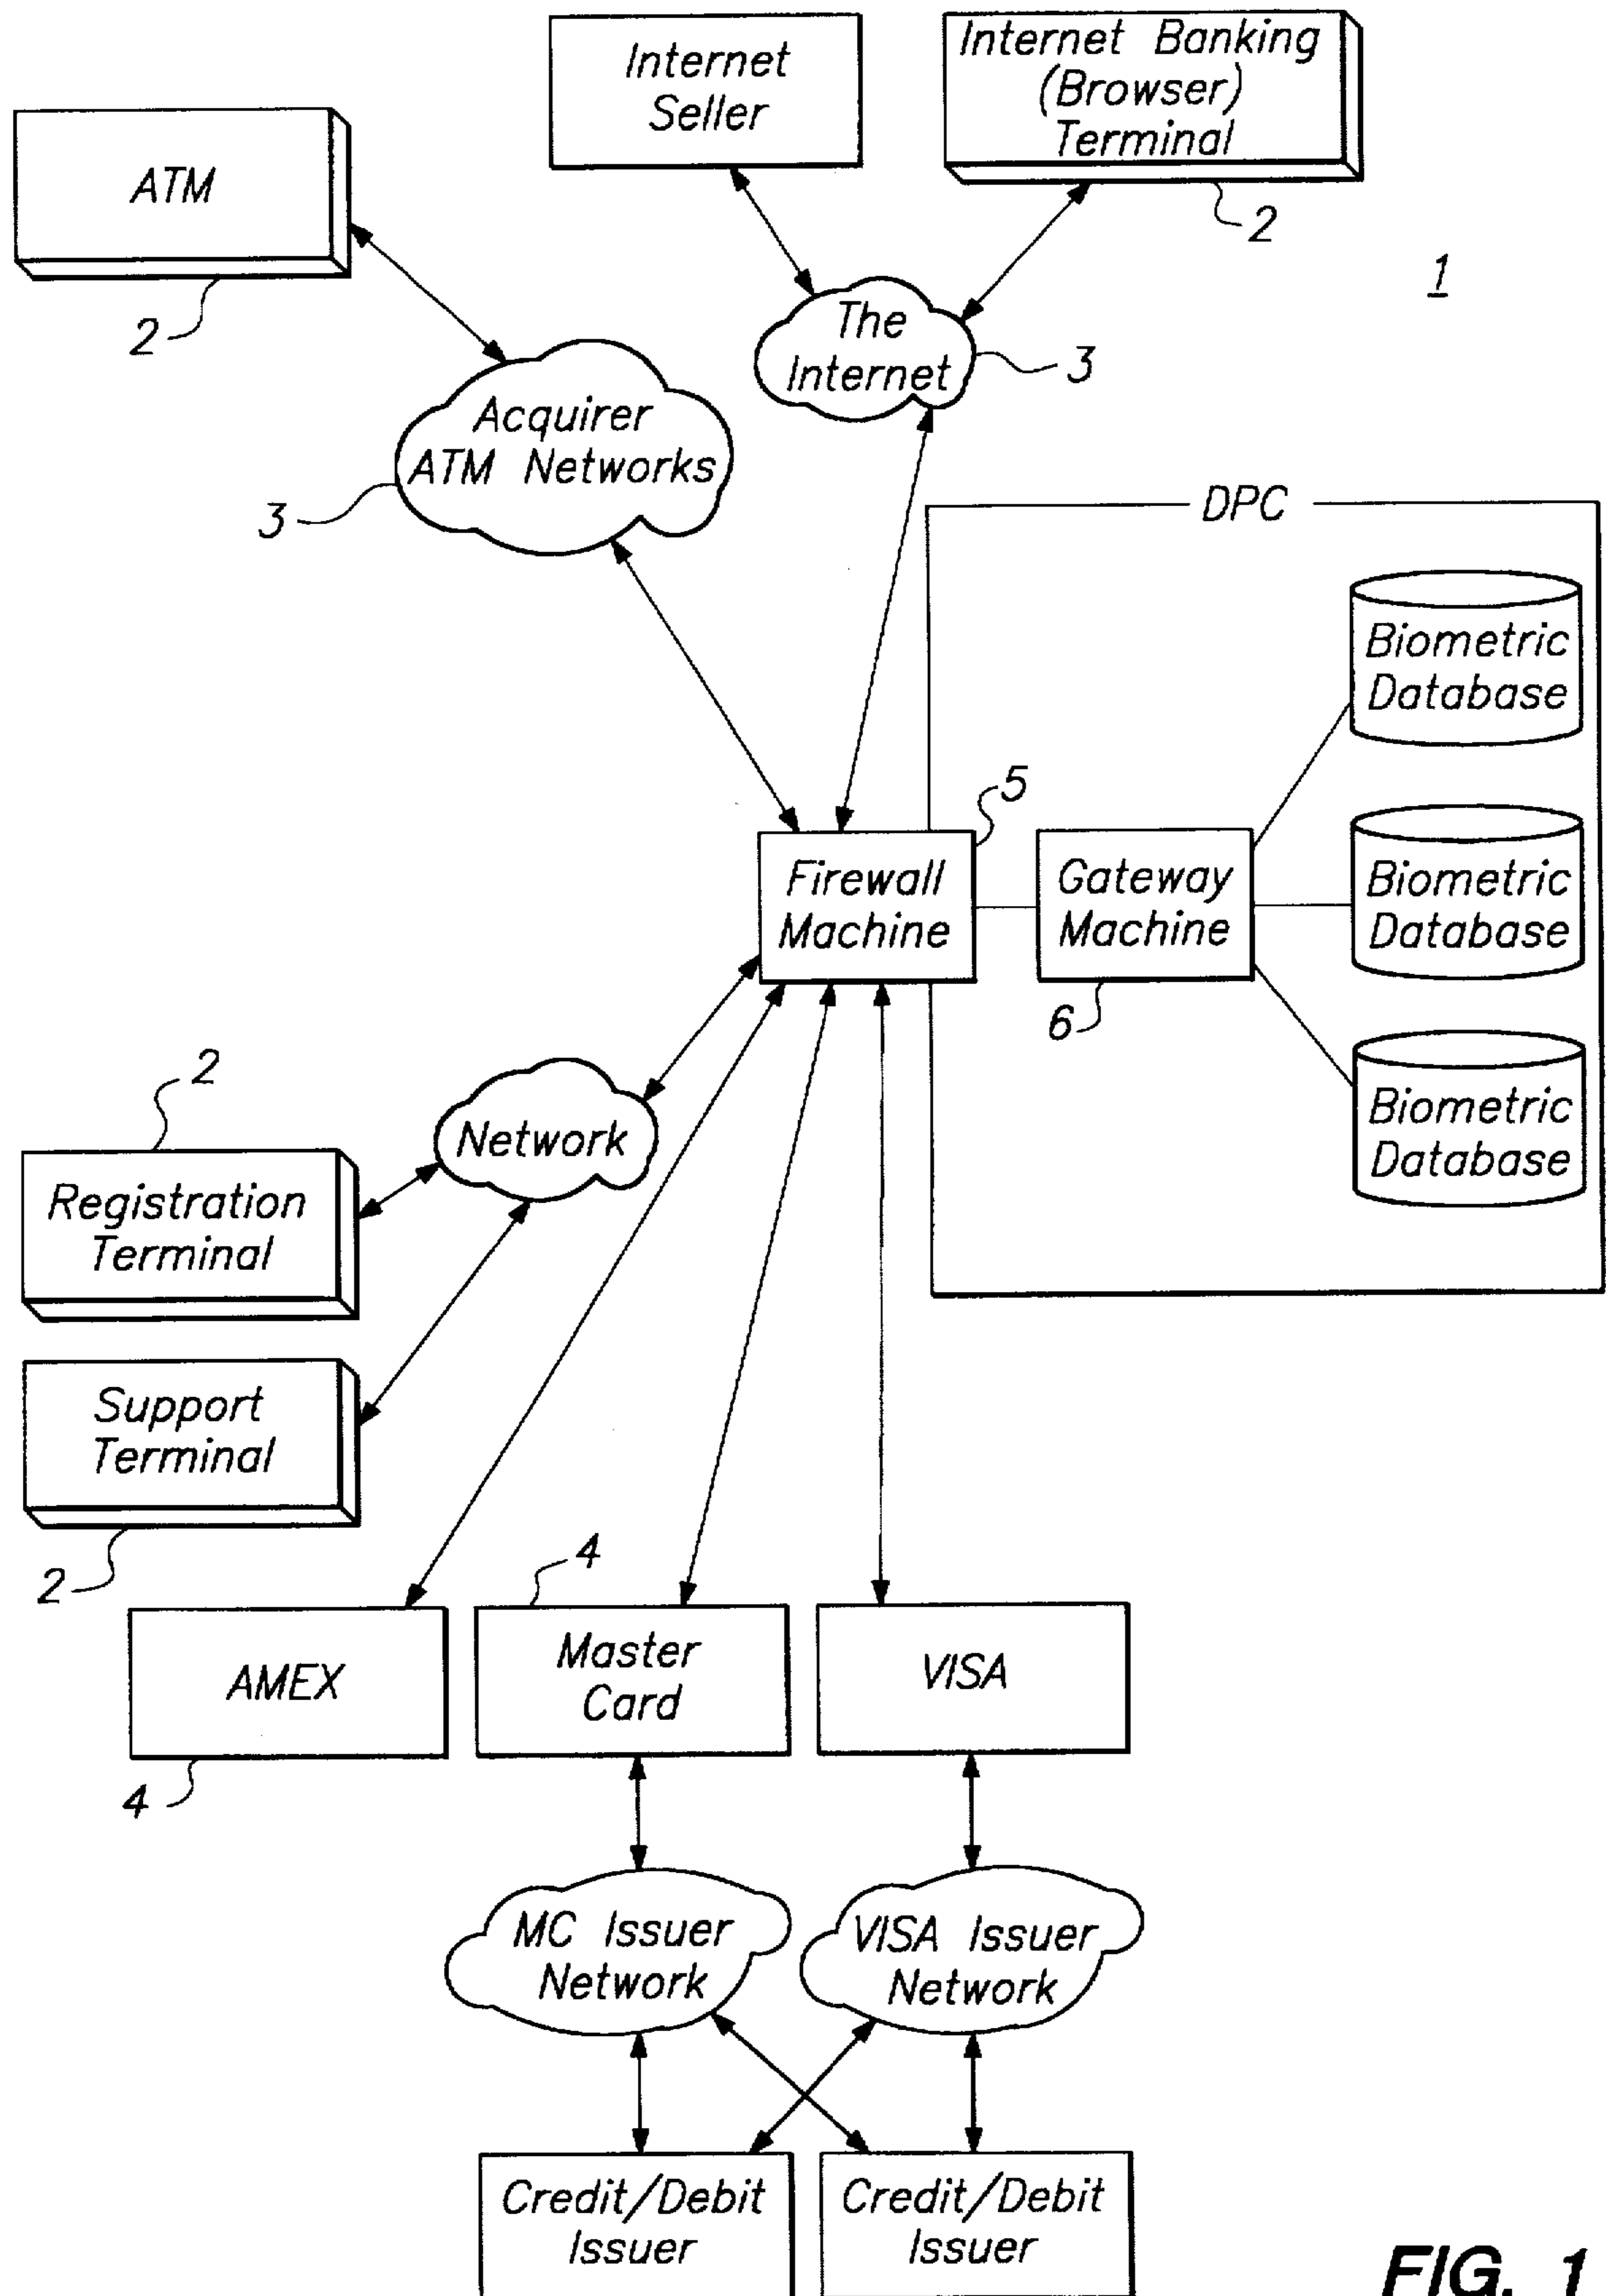 Internet
Seller
Internet Banking
(Browser)
Terminal
2
ATM
2
1
The
Internet
3
Acquirer
ATM Networks
3
DPC
Biometric
Database
5
Firewall
Machine
Gateway
Machine
6
Biometric
Database
Biometric
Database
Network
2
Registration
Terminal
Support
Terminal
2
AMEX
4
4
Master
Card
VISA
MC Issuer
Network
VISA Issuer
Network
Credit/Debit
Issuer
Credit/Debit
Issuer
FIG. 1